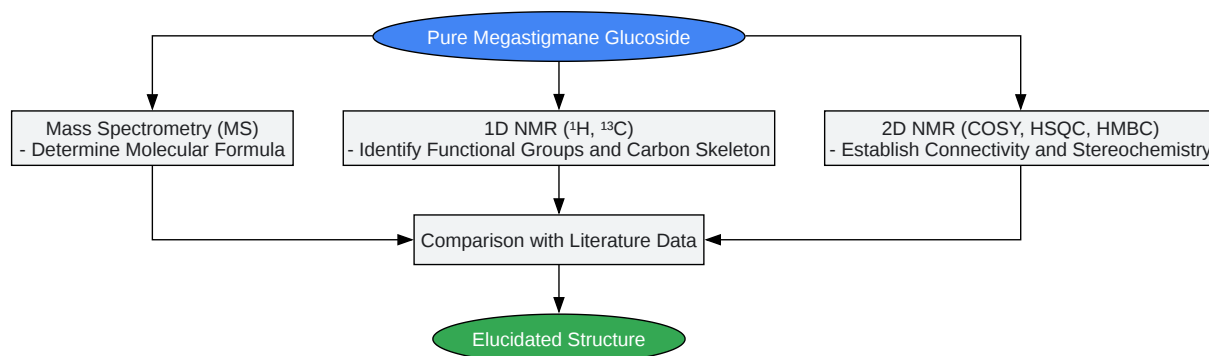 Pure Megastigmane Glucoside
Mass Spectrometry (MS)
- Determine Molecular Formula
1D NMR (¹H, ¹³C)
- Identify Functional Groups and Carbon Skeleton
2D NMR (COSY, HSQC, HMBC)
- Establish Connectivity and Stereochemistry
Comparison with Literature Data
Elucidated Structure